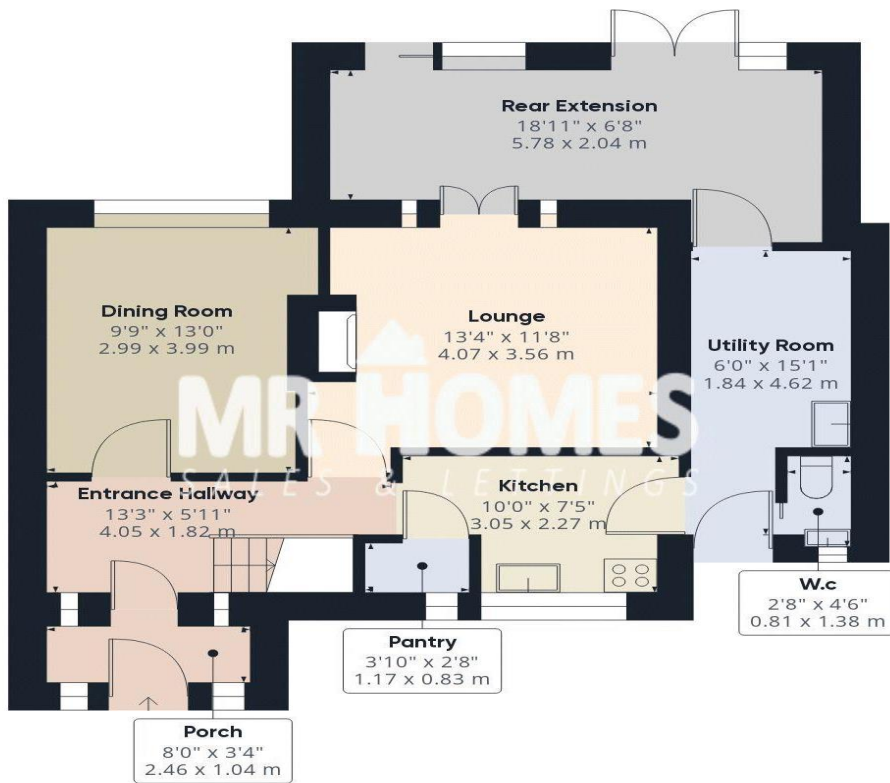 Rear Extension
18'11" x 6'8"
5.78 x 2.04 m
Dining Room
9'9" x 13'0"
2.99 x 3.99 m
Lounge
13'4" x 11'8"
4.07 x 3.56 m
Utility Room
6'0" x 15'1"
1.84 x 4.62 m
MR HOMES
SALES & LETTINGS
Entrance Hallway
13'3" x 5'11"
4.05 x 1.82 m
Kitchen
10'0" x 7'5"
3.05 x 2.27 m
W.c
2'8" x 4'6"
0.81 x 1.38 m
Pantry
3'10" x 2'8"
1.17 x 0.83 m
Porch
8'0" x 3'4"
2.46 x 1.04 m